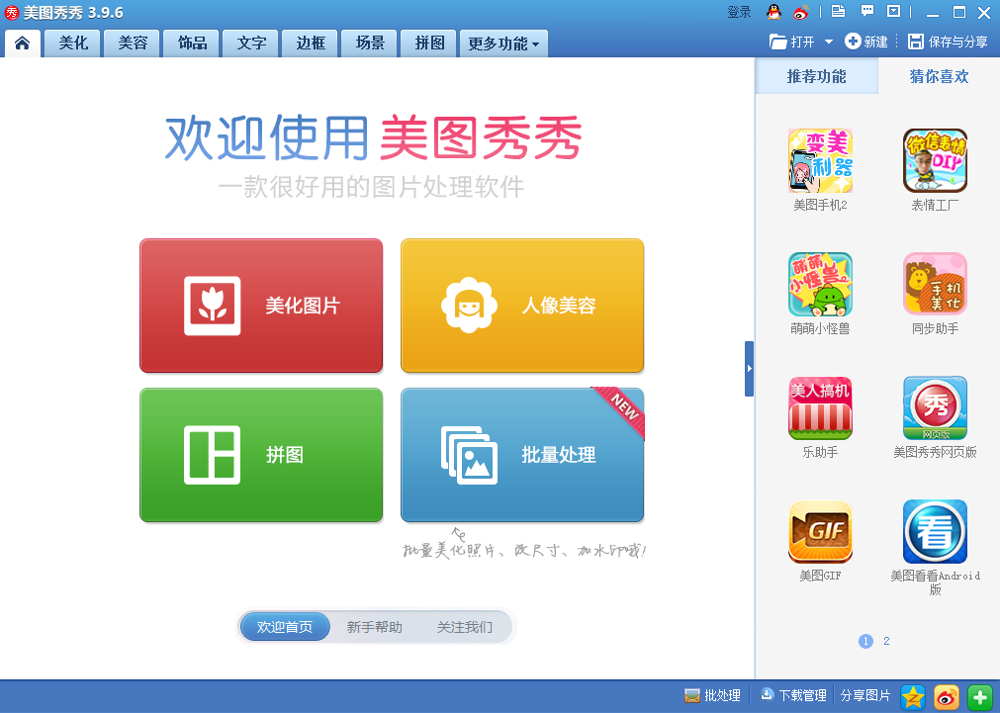 秀 美图秀秀 3.9.6
登录
美化 美容 饰品 文字 边框 场景 拼图 更多功能
打开 新建 保存与分享
推荐功能 猜你喜欢
欢迎使用 美图秀秀
一款很好用的图片处理软件
美化图片
人像美容
拼图
批量处理
NEW
批量美化照片、改尺寸、加水印哦!
欢迎首页 新手帮助 关注我们
变美利器
美图手机2
微信表情DIY
表情工厂
萌萌小怪兽
萌萌小怪兽
手机美化
同步助手
美人搞机
乐助手
秀
网页版
美图秀秀网页版
GIF
美图GIF
看
美图看看Android
版
1 2
批处理 下载管理 分享图片